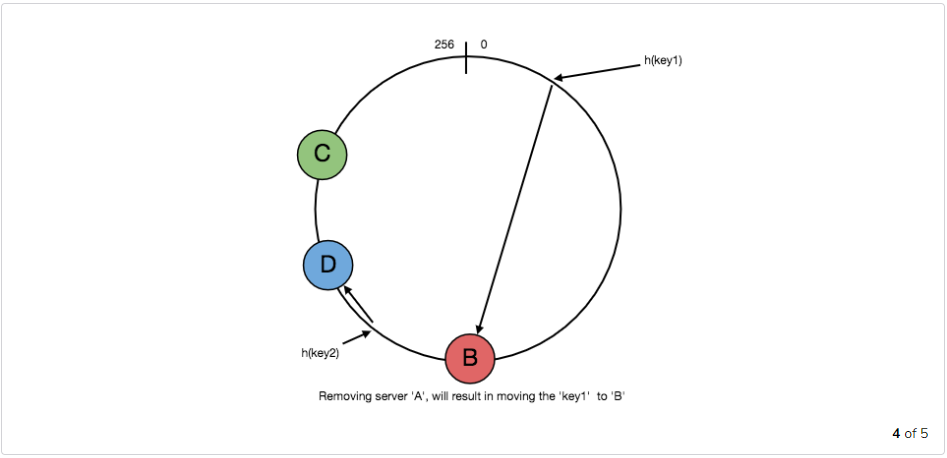 256 0
h(key1)
C
D
h(key2)
B
Removing server 'A', will result in moving the 'key1' to 'B'
4 of 5